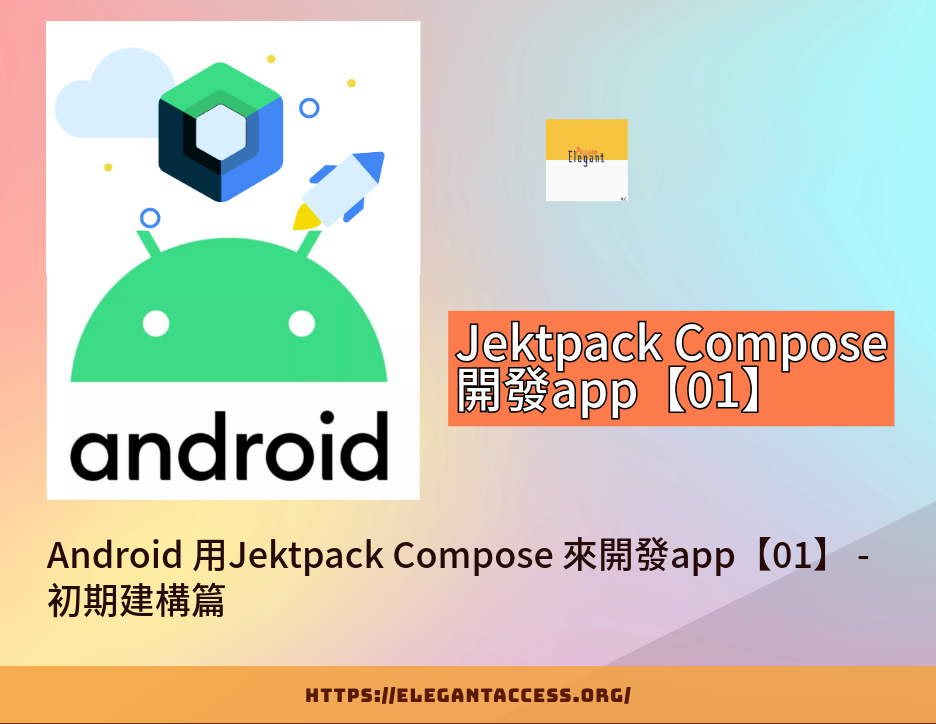 android
Access
Elegant
Jektpack Compose
開發app【01】
Android 用Jektpack Compose 來開發app【01】 -
初期建構篇
HTTPS://ELEGANTACCESS.ORG/